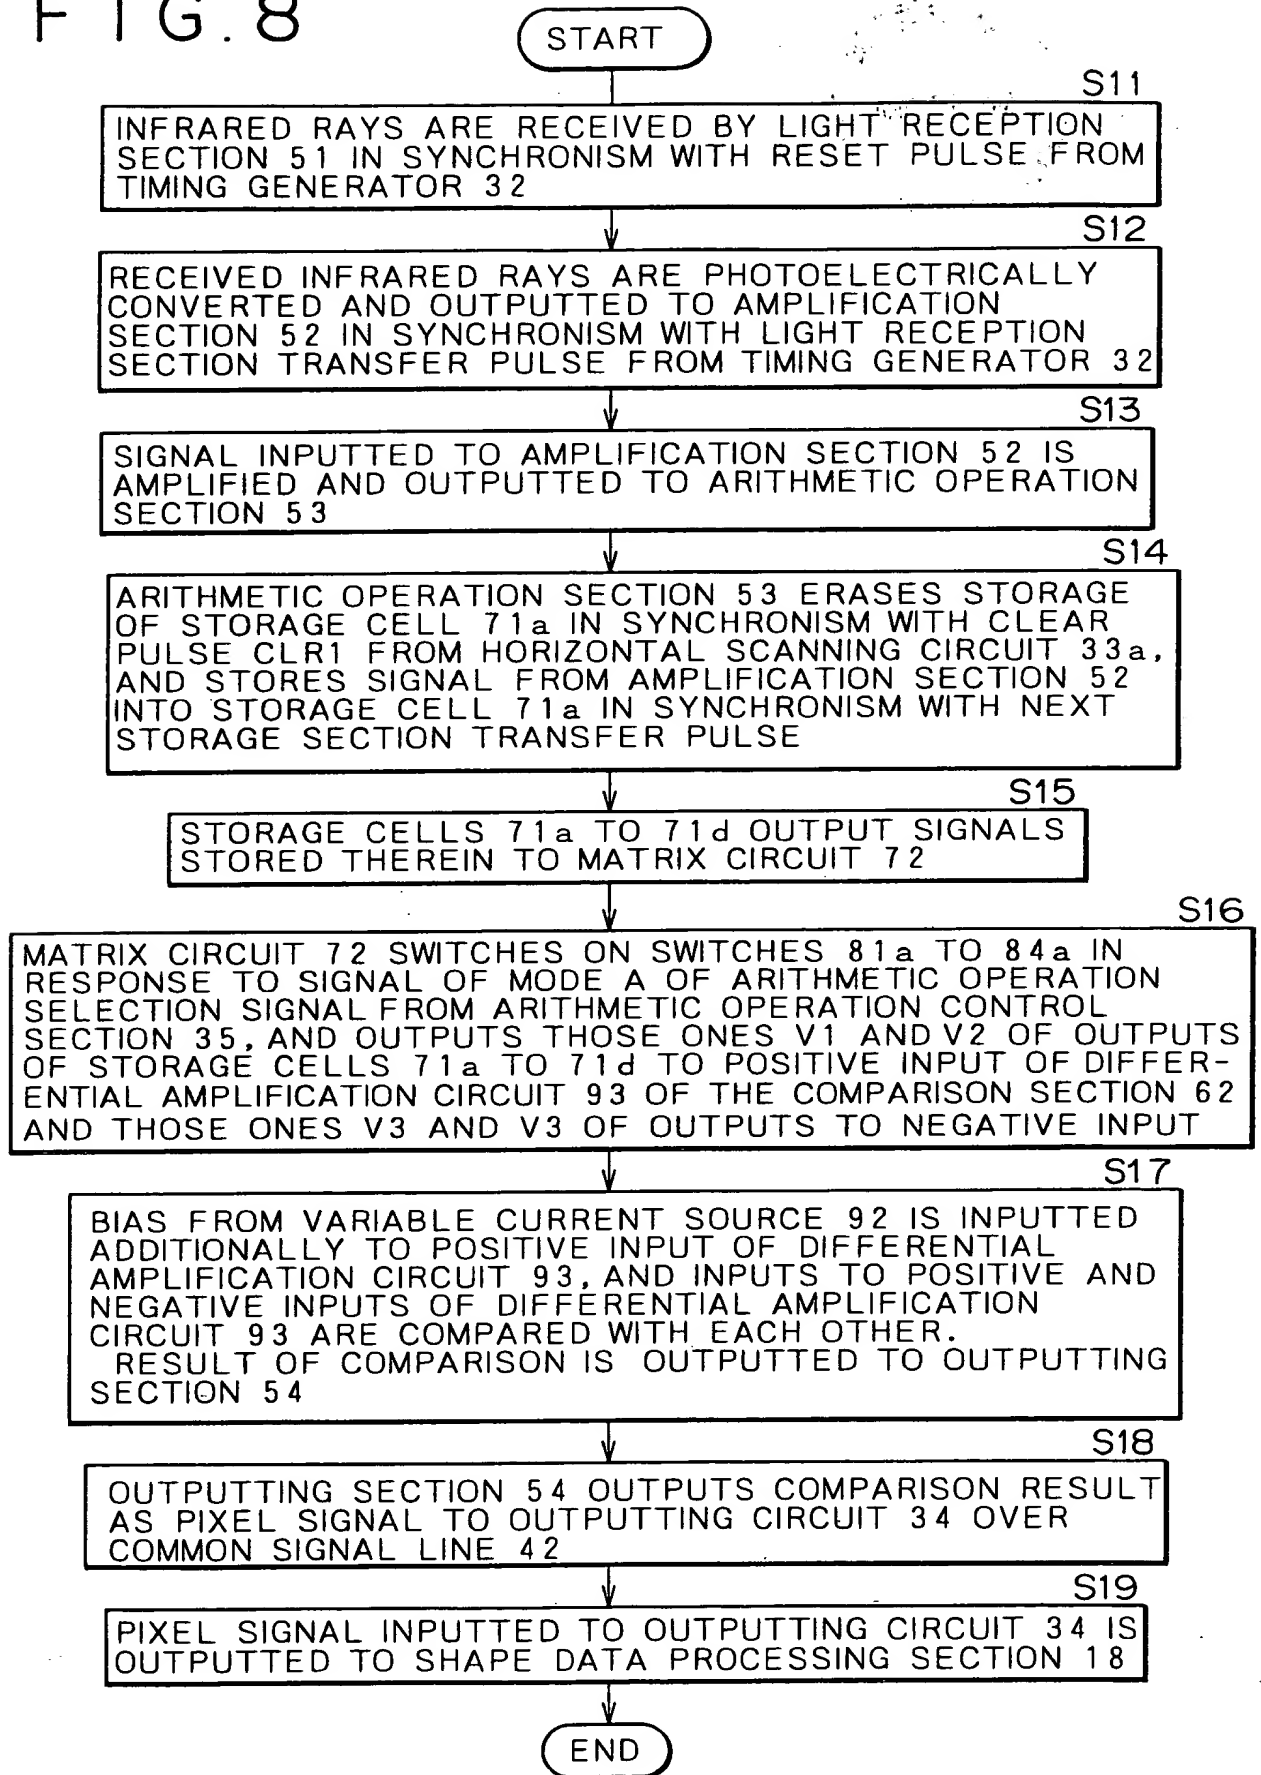 FIG. 8
START
S11
INFRARED RAYS ARE RECEIVED BY LIGHT RECEPTION
SECTION 51 IN SYNCHRONISM WITH RESET PULSE FROM
TIMING GENERATOR 32
S12
RECEIVED INFRARED RAYS ARE PHOTOELECTRICALLY
CONVERTED AND OUTPUTTED TO AMPLIFICATION
SECTION 52 IN SYNCHRONISM WITH LIGHT RECEPTION
SECTION TRANSFER PULSE FROM TIMING GENERATOR 32
S13
SIGNAL INPUTTED TO AMPLIFICATION SECTION 52 IS
AMPLIFIED AND OUTPUTTED TO ARITHMETIC OPERATION
SECTION 53
S14
ARITHMETIC OPERATION SECTION 53 ERASES STORAGE
OF STORAGE CELL 71a IN SYNCHRONISM WITH CLEAR
PULSE CLR1 FROM HORIZONTAL SCANNING CIRCUIT 33a,
AND STORES SIGNAL FROM AMPLIFICATION SECTION 52
INTO STORAGE CELL 71a IN SYNCHRONISM WITH NEXT
STORAGE SECTION TRANSFER PULSE
S15
STORAGE CELLS 71a TO 71d OUTPUT SIGNALS
STORED THEREIN TO MATRIX CIRCUIT 72
S16
MATRIX CIRCUIT 72 SWITCHES ON SWITCHES 81a TO 84a IN
RESPONSE TO SIGNAL OF MODE A OF ARITHMETIC OPERATION
SELECTION SIGNAL FROM ARITHMETIC OPERATION CONTROL
SECTION 35, AND OUTPUTS THOSE ONES V1 AND V2 OF OUTPUTS
OF STORAGE CELLS 71a TO 71d TO POSITIVE INPUT OF DIFFER-
ENTIAL AMPLIFICATION CIRCUIT 93 OF THE COMPARISON SECTION 62
AND THOSE ONES V3 AND V3 OF OUTPUTS TO NEGATIVE INPUT
S17
BIAS FROM VARIABLE CURRENT SOURCE 92 IS INPUTTED
ADDITIONALLY TO POSITIVE INPUT OF DIFFERENTIAL
AMPLIFICATION CIRCUIT 93, AND INPUTS TO POSITIVE AND
NEGATIVE INPUTS OF DIFFERENTIAL AMPLIFICATION
CIRCUIT 93 ARE COMPARED WITH EACH OTHER.
RESULT OF COMPARISON IS OUTPUTTED TO OUTPUTTING
SECTION 54
S18
OUTPUTTING SECTION 54 OUTPUTS COMPARISON RESULT
AS PIXEL SIGNAL TO OUTPUTTING CIRCUIT 34 OVER
COMMON SIGNAL LINE 42
S19
PIXEL SIGNAL INPUTTED TO OUTPUTTING CIRCUIT 34 IS
OUTPUTTED TO SHAPE DATA PROCESSING SECTION 18
END